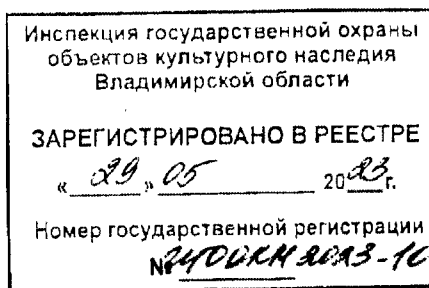 Инспекция государственной охраны
объектов культурного наследия
Владимирской области
ЗАРЕГИСТРИРОВАНО В РЕЕСТРЕ
«29» 05 2023 г.
Номер государственной регистрации
№